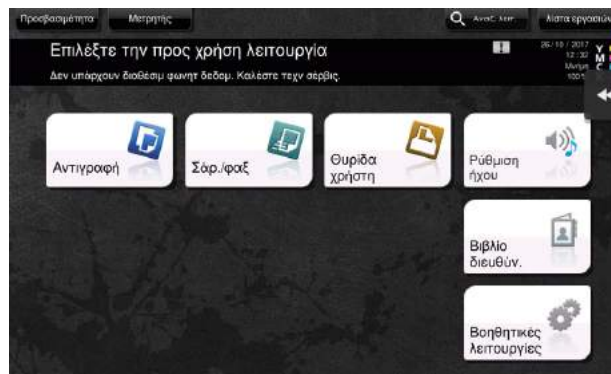 Προσβασιμότητα
Μετρητής
Αναζ. λειτ.
Λίστα εργασιών
Επιλέξτε την προς χρήση λειτουργία
Δεν υπάρχουν διαθέσιμ φωνητ δεδομ. Καλέστε τεχν σέρβις.
26/10/2017
12:32
Μνήμη
100
Y
M
C
Αντιγραφή
Σάρ./φαξ
Θυρίδα
χρήστη
Ρύθμιση
ήχου
Βιβλίο
διευθύν.
Βοηθητικές
λειτουργίες